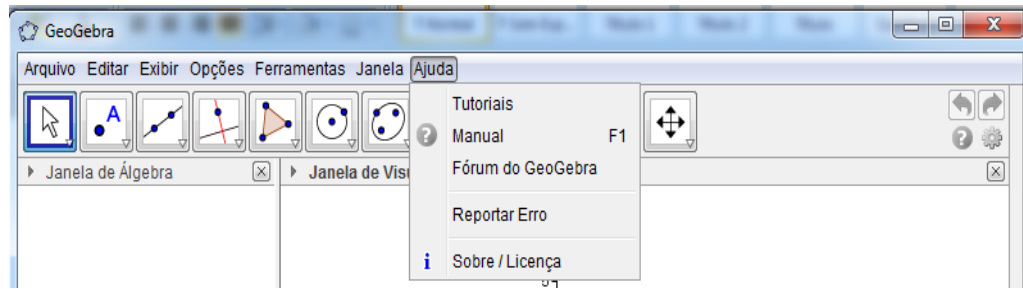 GeoGebra
Arquivo Editar Exibir Opções Ferramentas Janela Ajuda
A
Tutoriais
Manual F1
Fórum do GeoGebra
Reportar Erro
i Sobre / Licença
Janela de Álgebra
Janela de Vis